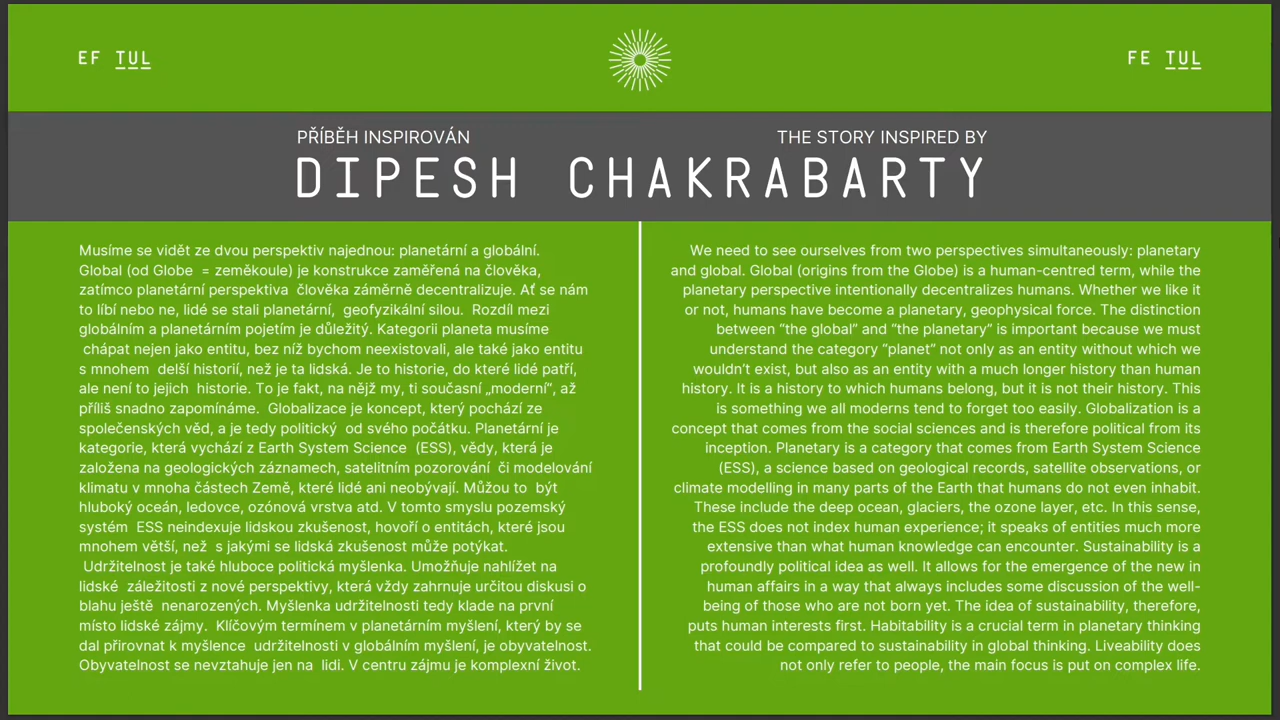 EF TUL
FE TUL
PŘÍBĚH INSPIROVÁN
THE STORY INSPIRED BY
DIPESH CHAKRABARTY
Musíme se vidět ze dvou perspektiv najednou: planetární a globální.
Global (od Globe = zeměkoule) je konstrukce zaměřená na člověka,
zatímco planetární perspektiva člověka záměrně decentralizuje. Ať se nám
to líbí nebo ne, lidé se stali planetární, geofyzikální silou. Rozdíl mezi
globálním a planetárním pojetím je důležitý. Kategorii planeta musíme
chápat nejen jako entitu, bez níž bychom neexistovali, ale také jako entitu
s mnohem delší historií, než je ta lidská. Je to historie, do které lidé patří,
ale není to jejich historie. To je fakt, na nějž my, ti současní „moderní“, až
příliš snadno zapomínáme. Globalizace je koncept, který pochází ze
společenských věd, a je tedy politický od svého počátku. Planetární je
kategorie, která vychází z Earth System Science (ESS), vědy, která je
založena na geologických záznamech, satelitním pozorování či modelování
klimatu v mnoha částech Země, které lidé ani neobývají. Můžou to být
hluboký oceán, ledovce, ozónová vrstva atd. V tomto smyslu pozemský
systém ESS neindexuje lidskou zkušenost, hovoří o entitách, které jsou
mnohem větší, než s jakými se lidská zkušenost může potýkat.
Udržitelnost je také hluboce politická myšlenka. Umožňuje nahlížet na
lidské záležitosti z nové perspektivy, která vždy zahrnuje určitou diskusi o
blahu ještě nenarozených. Myšlenka udržitelnosti tedy klade na první
místo lidské zájmy. Klíčovým termínem v planetárním myšlení, který by se
dal přirovnat k myšlence udržitelnosti v globálním myšlení, je obyvatelnost.
Obyvatelnost se nevztahuje jen na lidi. V centru zájmu je komplexní život.
We need to see ourselves from two perspectives simultaneously: planetary
and global. Global (origins from the Globe) is a human-centred term, while the
planetary perspective intentionally decentralizes humans. Whether we like it
or not, humans have become a planetary, geophysical force. The distinction
between “the global” and “the planetary” is important because we must
understand the category “planet” not only as an entity without which we
wouldn’t exist, but also as an entity with a much longer history than human
history. It is a history to which humans belong, but it is not their history. This
is something we all moderns tend to forget too easily. Globalization is a
concept that comes from the social sciences and is therefore political from its
inception. Planetary is a category that comes from Earth System Science
(ESS), a science based on geological records, satellite observations, or
climate modelling in many parts of the Earth that humans do not even inhabit.
These include the deep ocean, glaciers, the ozone layer, etc. In this sense,
the ESS does not index human experience; it speaks of entities much more
extensive than what human knowledge can encounter. Sustainability is a
profoundly political idea as well. It allows for the emergence of the new in
human affairs in a way that always includes some discussion of the well-
being of those who are not born yet. The idea of sustainability, therefore,
puts human interests first. Habitability is a crucial term in planetary thinking
that could be compared to sustainability in global thinking. Liveability does
not only refer to people, the main focus is put on complex life.